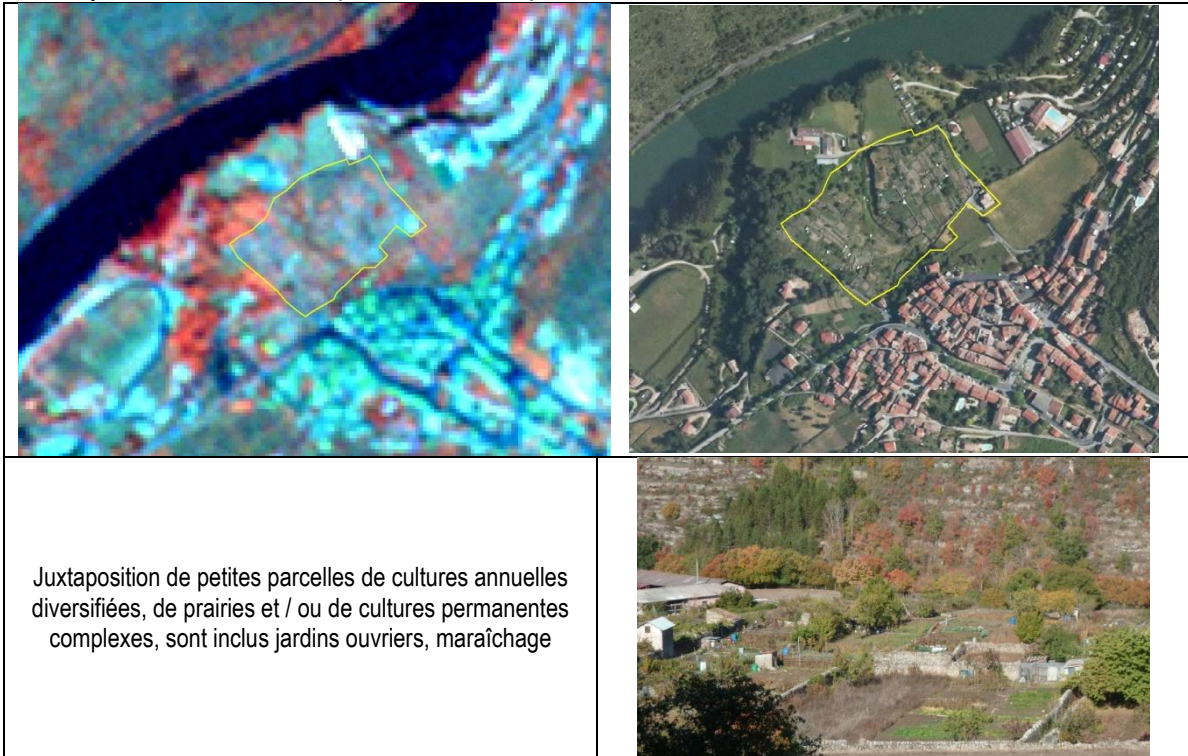 Juxtaposition de petites parcelles de cultures annuelles
diversifiées, de prairies et / ou de cultures permanentes
complexes, sont inclus jardins ouvriers, maraîchage